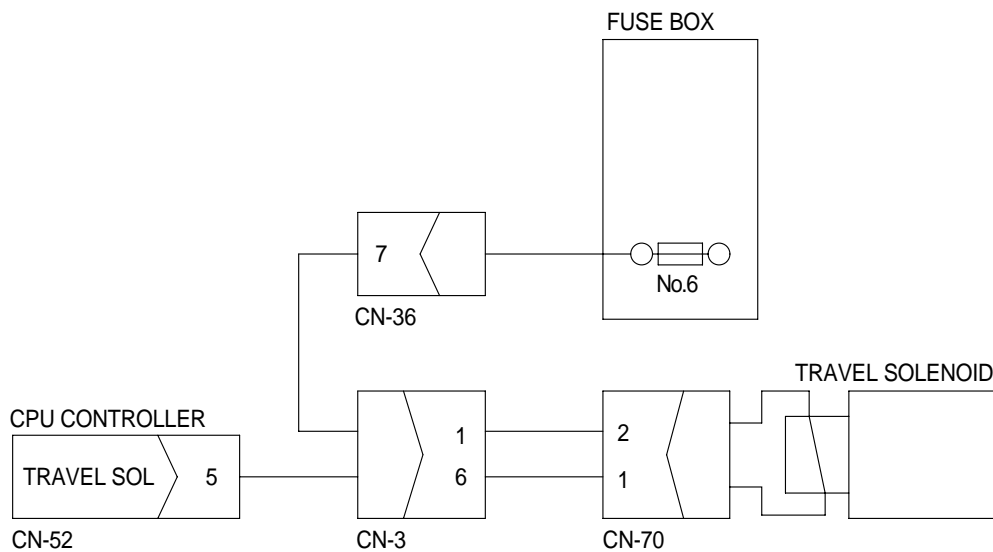 FUSE BOX
7
No.6
CN-36
TRAVEL SOLENOID
CPU CONTROLLER
1
2
TRAVEL SOL
5
6
1
CN-52
CN-3
CN-70